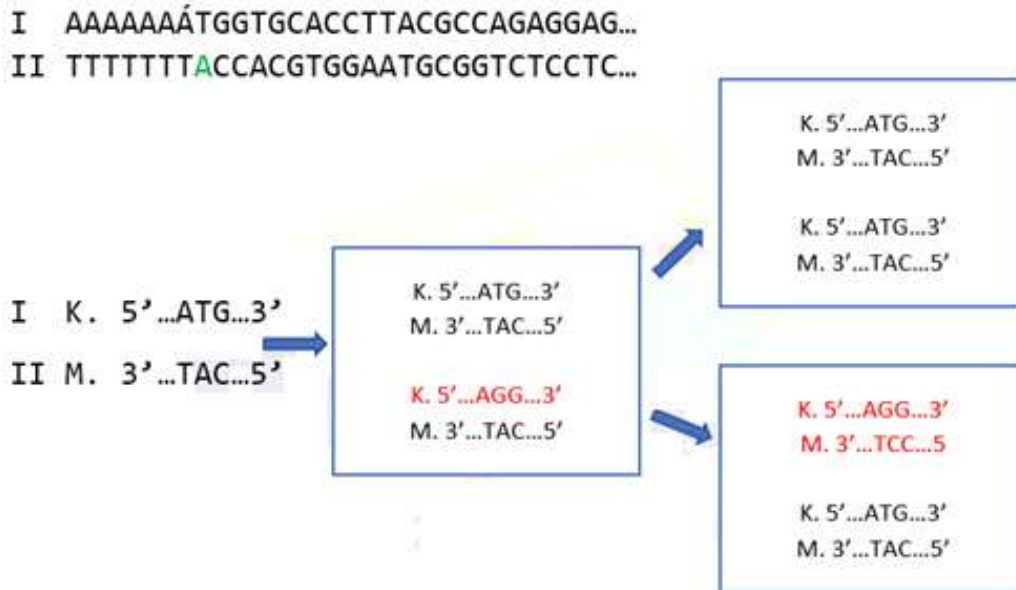 I AAAAAAÁTGGTGCACCTTACGCCAGAGGAG…
II TTTTTTTACCACGTGGAATGCGGTCTCCTC…
K. 5’…ATG…3’
M. 3’…TAC…5’
K. 5’…ATG…3’
M. 3’…TAC…5’
I K. 5’…ATG…3’
II M. 3’…TAC…5’
K. 5’…ATG…3’
M. 3’…TAC…5’
K. 5’…AGG…3’
M. 3’…TAC…5’
K. 5’…AGG…3’
M. 3’…TCC…5
K. 5’…ATG…3’
M. 3’…TAC…5’